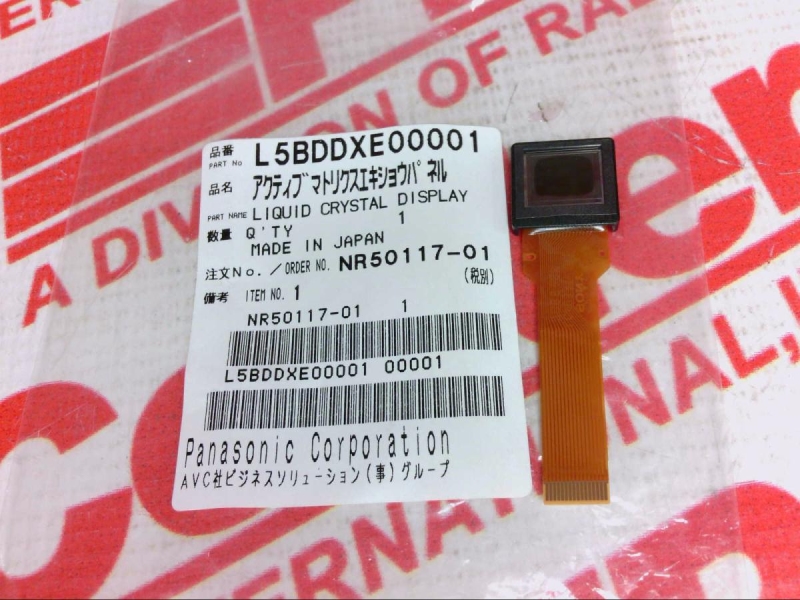 品番
PART No L5BDDXE00001
品名 アクティブマトリクスエキショウパネル
PART NAME LIQUID CRYSTAL DISPLAY
数量 Q'TY 1
MADE IN JAPAN
注文No./ORDER NO. NR50117-01
(税別)
備考 ITEM NO. 1
NR50117-01 1
L5BDDXE00001 00001
Panasonic Corporation
AVC社ビジネスソリューション(事)グループ
A DIVISION OF
INTERNATIONAL,